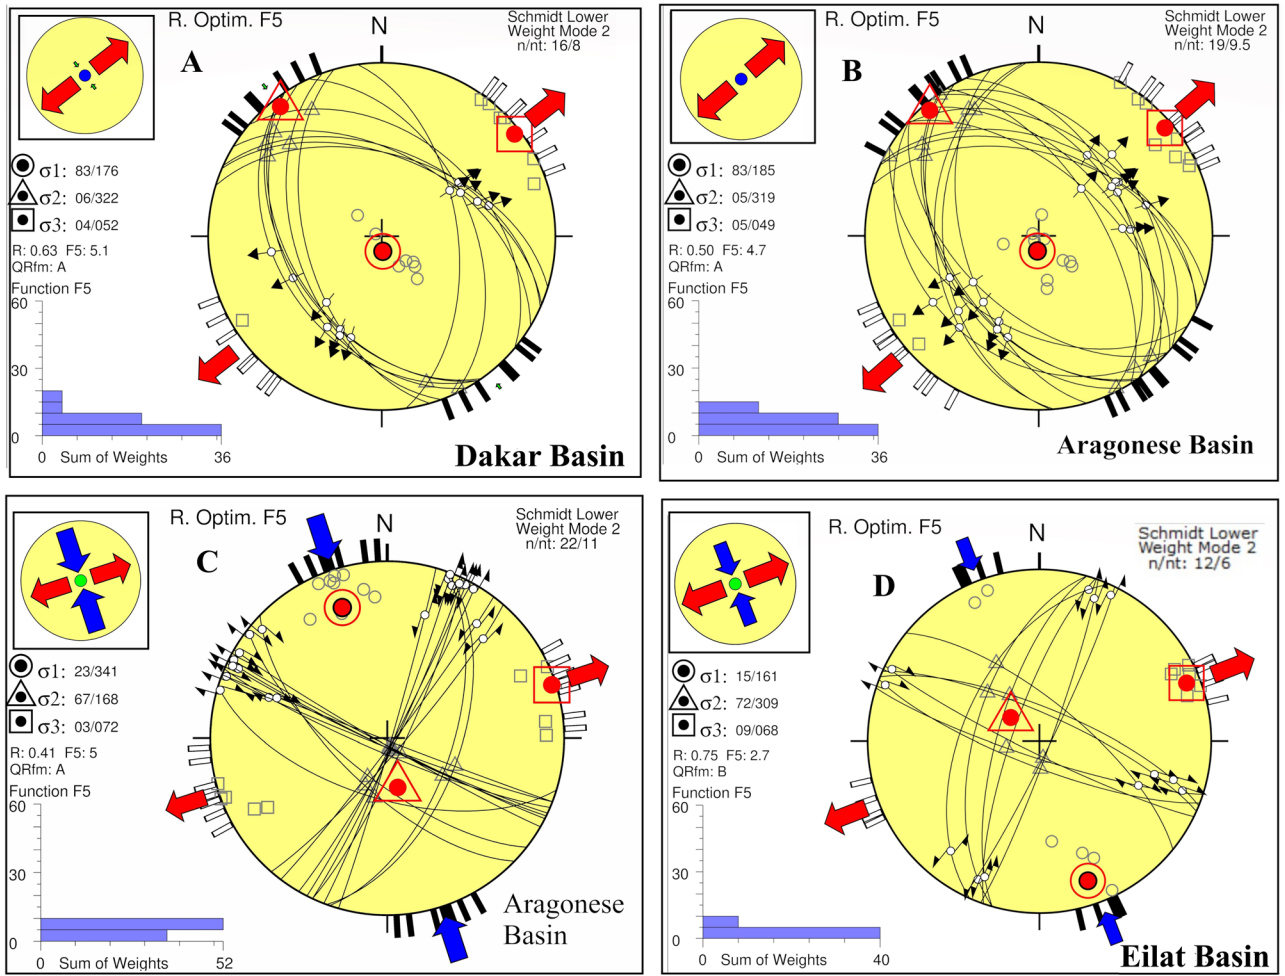 R. Optim. F5
N
Schmidt Lower
Weight Mode 2
n/nt: 16/8
A
σ1: 83/176
σ2: 06/322
σ3: 04/052
R: 0.63 F5: 5.1
QRfm: A
Function F5
60
30
0
0
Sum of Weights
36
Dakar Basin
R. Optim. F5
N
Schmidt Lower
Weight Mode 2
n/nt: 19/9.5
B
σ1: 83/185
σ2: 05/319
σ3: 05/049
R: 0.50 F5: 4.7
QRfm: A
Function F5
60
30
0
0
Sum of Weights
36
Aragonese Basin
R. Optim. F5
N
Schmidt Lower
Weight Mode 2
n/nt: 22/11
C
σ1: 23/341
σ2: 67/168
σ3: 03/072
R: 0.41 F5: 5
QRfm: A
Function F5
60
30
0
0
Sum of Weights
52
Aragonese
Basin
R. Optim. F5
N
Schmidt Lower
Weight Mode 2
n/nt: 12/6
D
σ1: 15/161
σ2: 72/309
σ3: 09/068
R: 0.75 F5: 2.7
QRfm: B
Function F5
60
30
0
0
Sum of Weights
40
Eilat Basin